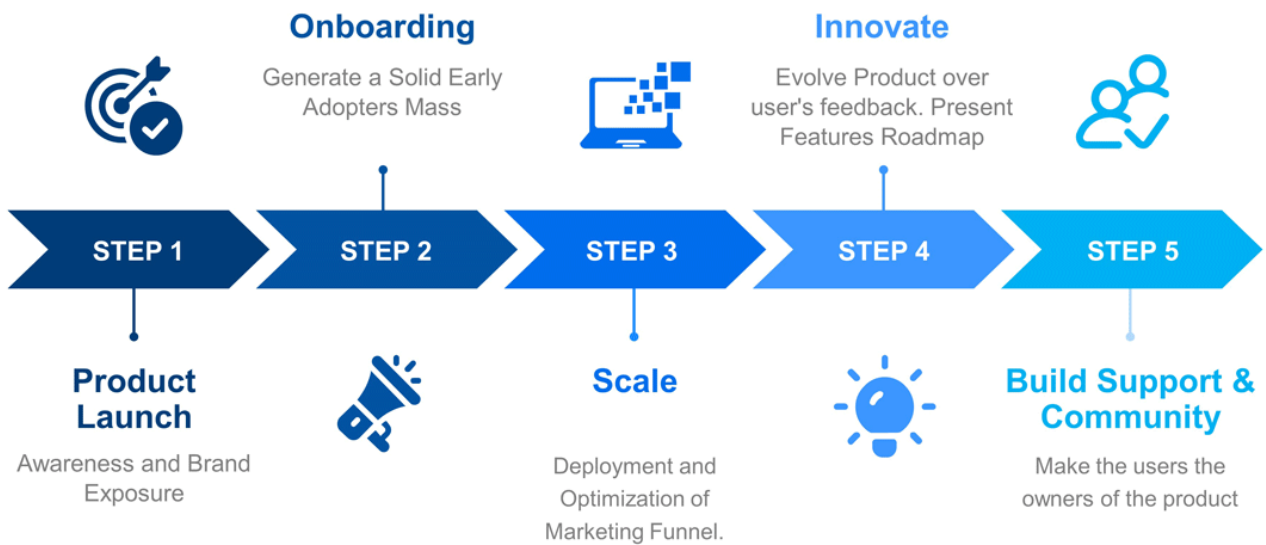 Onboarding
Generate a Solid Early
Adopters Mass
Innovate
Evolve Product over
user's feedback. Present
Features Roadmap
STEP 1
STEP 2
STEP 3
STEP 4
STEP 5
Product
Launch
Awareness and Brand
Exposure
Scale
Deployment and
Optimization of
Marketing Funnel.
Build Support &
Community
Make the users the
owners of the product